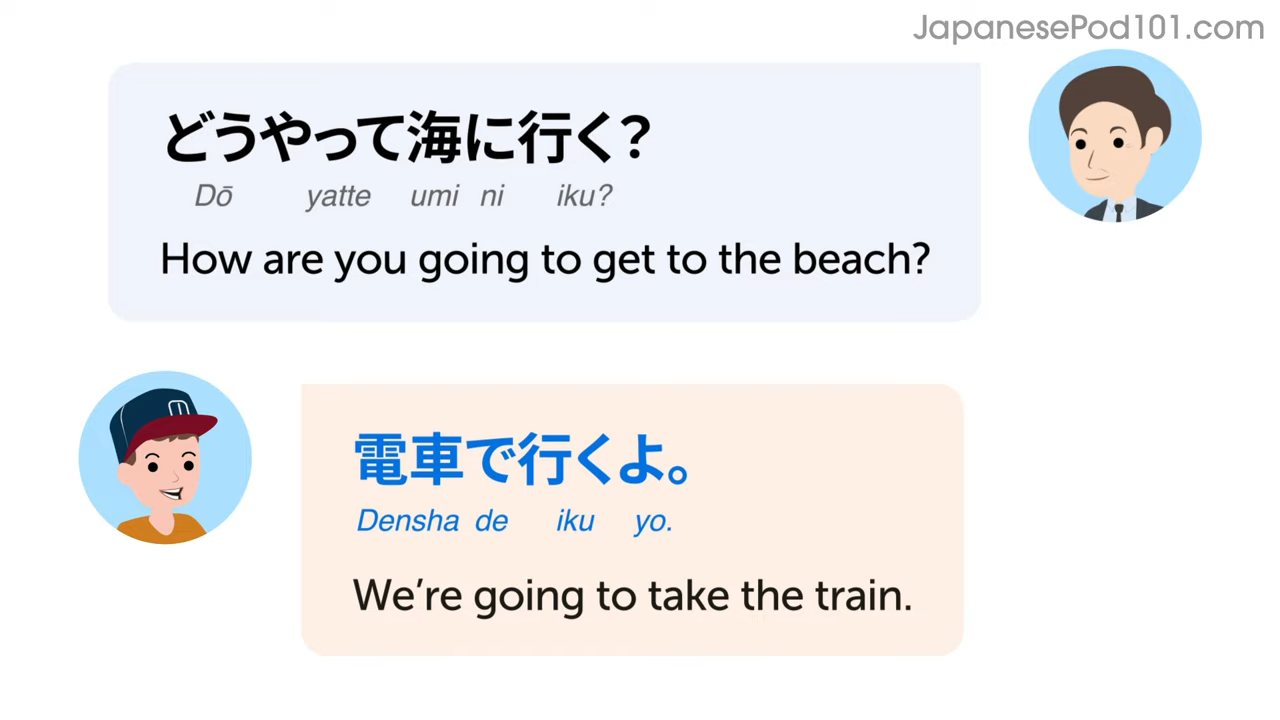 JapanesePod101.com
どうやって海に行く?
Dō yatte umi ni iku?
How are you going to get to the beach?
電車で行くよ。
Densha de iku yo.
We're going to take the train.